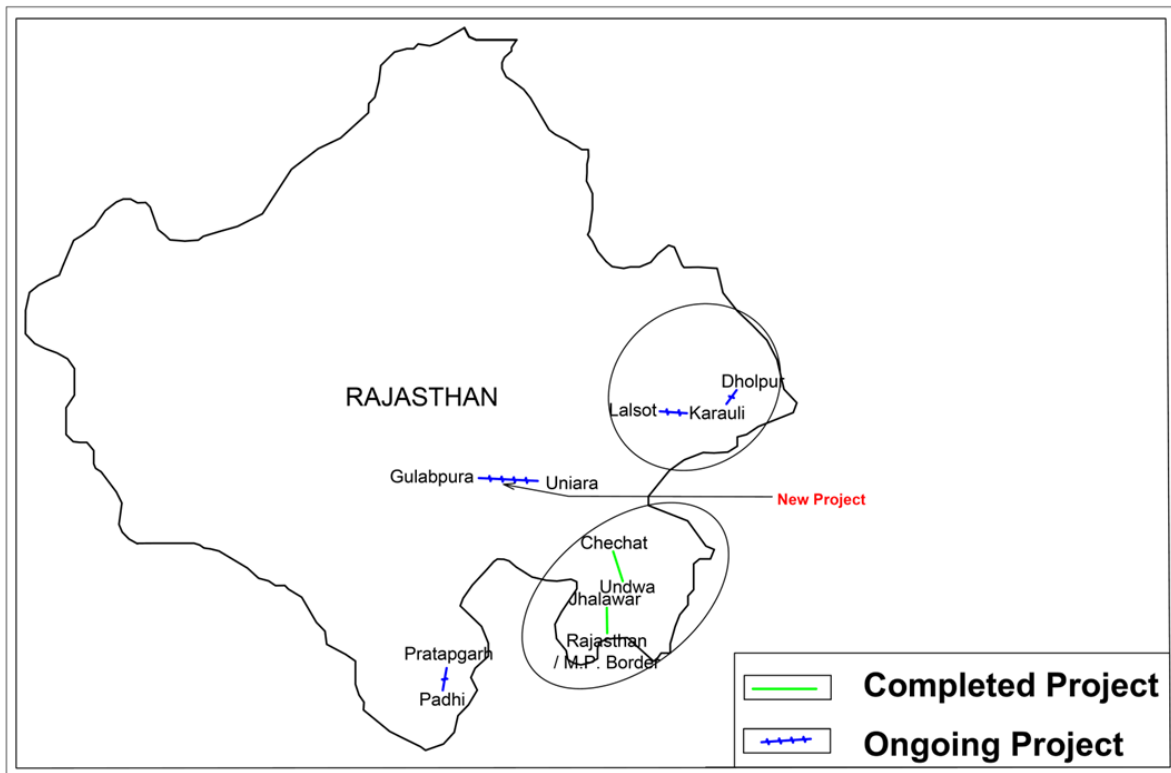 RAJASTHAN
Dholpur
Lalsot
Karauli
Gulabpura
Uniara
New Project
Chechat
Undwa
Jhalawar
Rajasthan
/ M.P. Border
Pratapgarh
Padhi
Completed Project
Ongoing Project